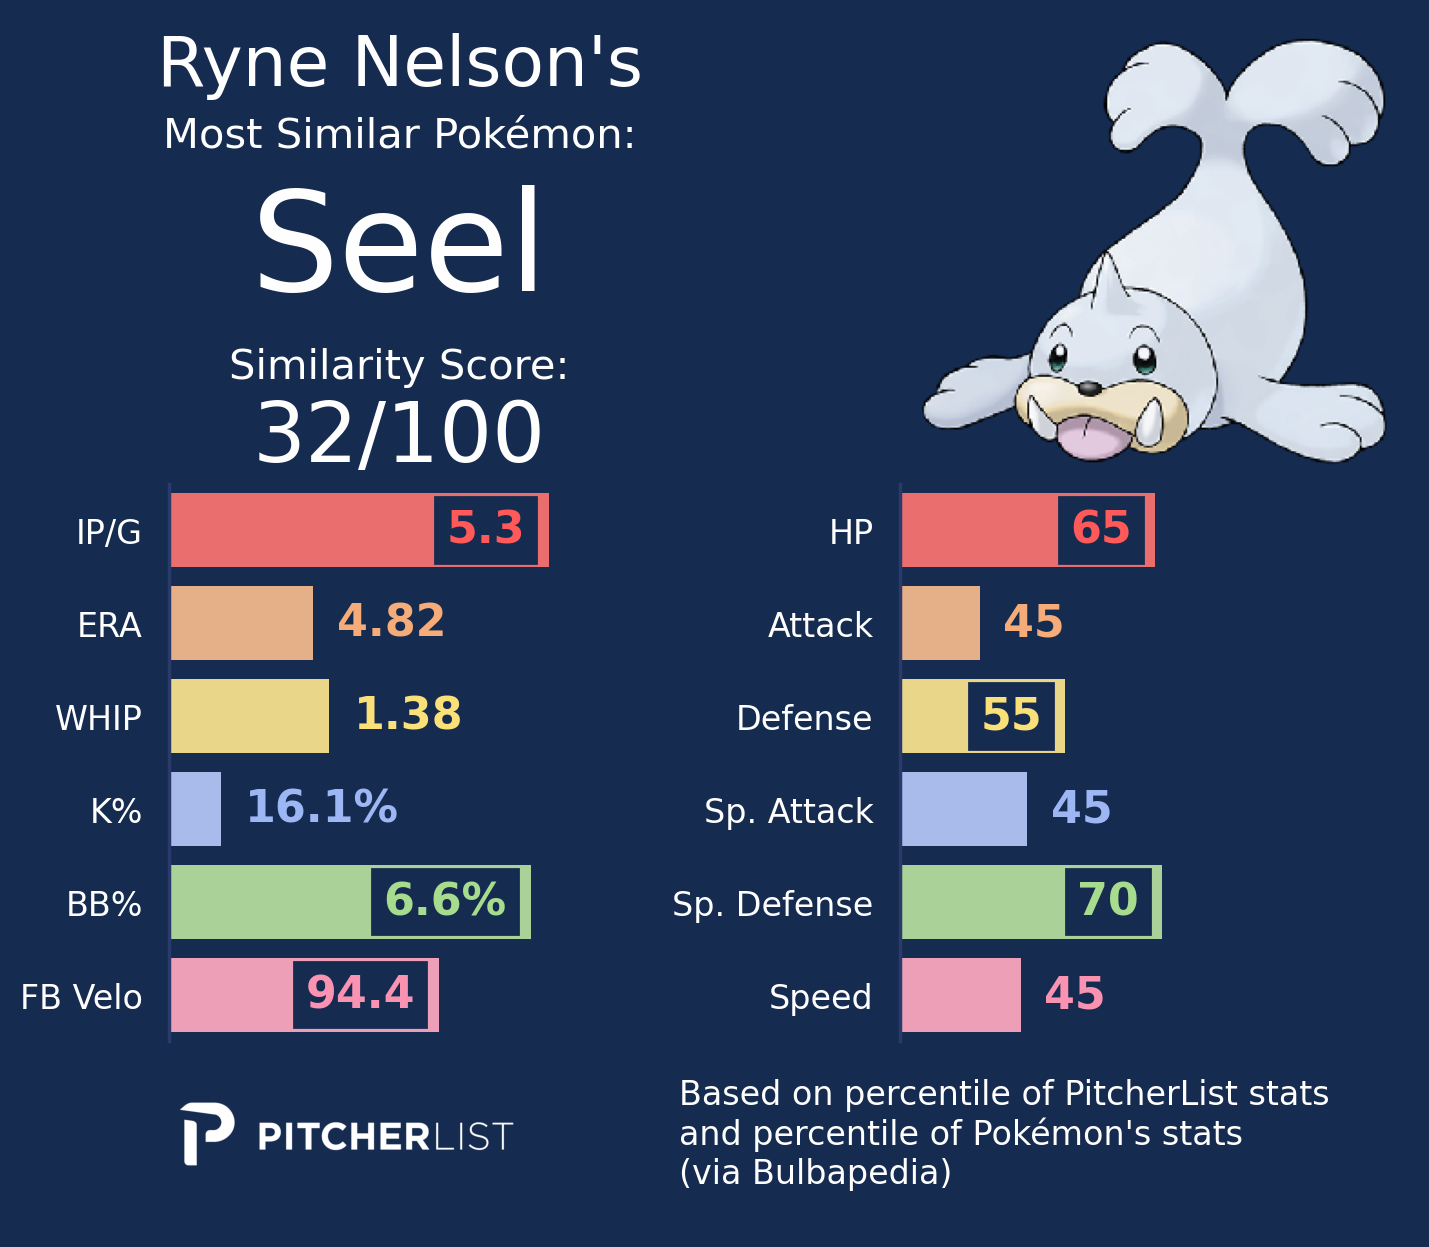 Ryne Nelson's
Most Similar Pokémon:
Seel
Similarity Score:
32/100
IP/G 5.3
ERA 4.82
WHIP 1.38
K% 16.1%
BB% 6.6%
FB Velo 94.4
HP 65
Attack 45
Defense 55
Sp. Attack 45
Sp. Defense 70
Speed 45
PITCHERLIST
Based on percentile of PitcherList stats
and percentile of Pokémon's stats
(via Bulbapedia)